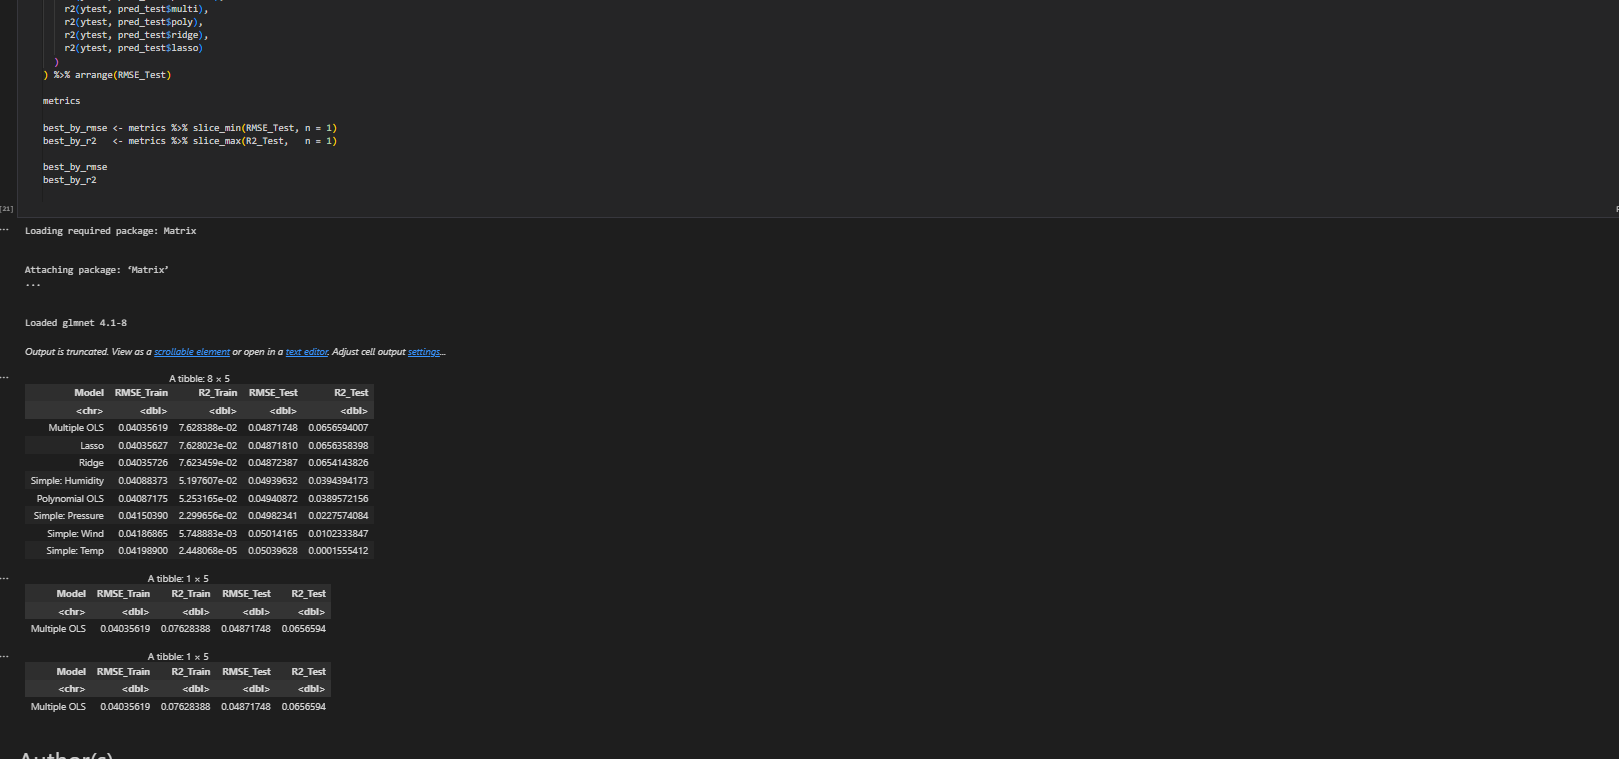 r2(ytest, pred_test$multi),
r2(ytest, pred_test$poly),
r2(ytest, pred_test$ridge),
r2(ytest, pred_test$lasso)
)
) %>% arrange(RMSE_Test)
metrics
best_by_rmse <- metrics %>% slice_min(RMSE_Test, n = 1)
best_by_r2 <- metrics %>% slice_max(R2_Test, n = 1)
best_by_rmse
best_by_r2
[21]
... Loading required package: Matrix
Attaching package: ‘Matrix’
...
Loaded glmnet 4.1-8
Output is truncated. View as a scrollable element or open in a text editor. Adjust cell output settings...
... A tibble: 8 × 5
Model RMSE_Train R2_Train RMSE_Test R2_Test
<chr> <dbl> <dbl> <dbl> <dbl>
Multiple OLS 0.04035619 7.628388e-02 0.04871748 0.0656594007
Lasso 0.04035627 7.628023e-02 0.04871810 0.0656358398
Ridge 0.04035726 7.623459e-02 0.04872387 0.0654143826
Simple: Humidity 0.04088373 5.197607e-02 0.04939632 0.0394394173
Polynomial OLS 0.04087175 5.253165e-02 0.04940872 0.0389572156
Simple: Pressure 0.04150390 2.299656e-02 0.04982341 0.0227574084
Simple: Wind 0.04186865 5.748883e-03 0.05014165 0.0102333847
Simple: Temp 0.04198900 2.448068e-05 0.05039628 0.0001555412
... A tibble: 1 × 5
Model RMSE_Train R2_Train RMSE_Test R2_Test
<chr> <dbl> <dbl> <dbl> <dbl>
Multiple OLS 0.04035619 0.07628388 0.04871748 0.0656594
... A tibble: 1 × 5
Model RMSE_Train R2_Train RMSE_Test R2_Test
<chr> <dbl> <dbl> <dbl> <dbl>
Multiple OLS 0.04035619 0.07628388 0.04871748 0.0656594
Author(s)